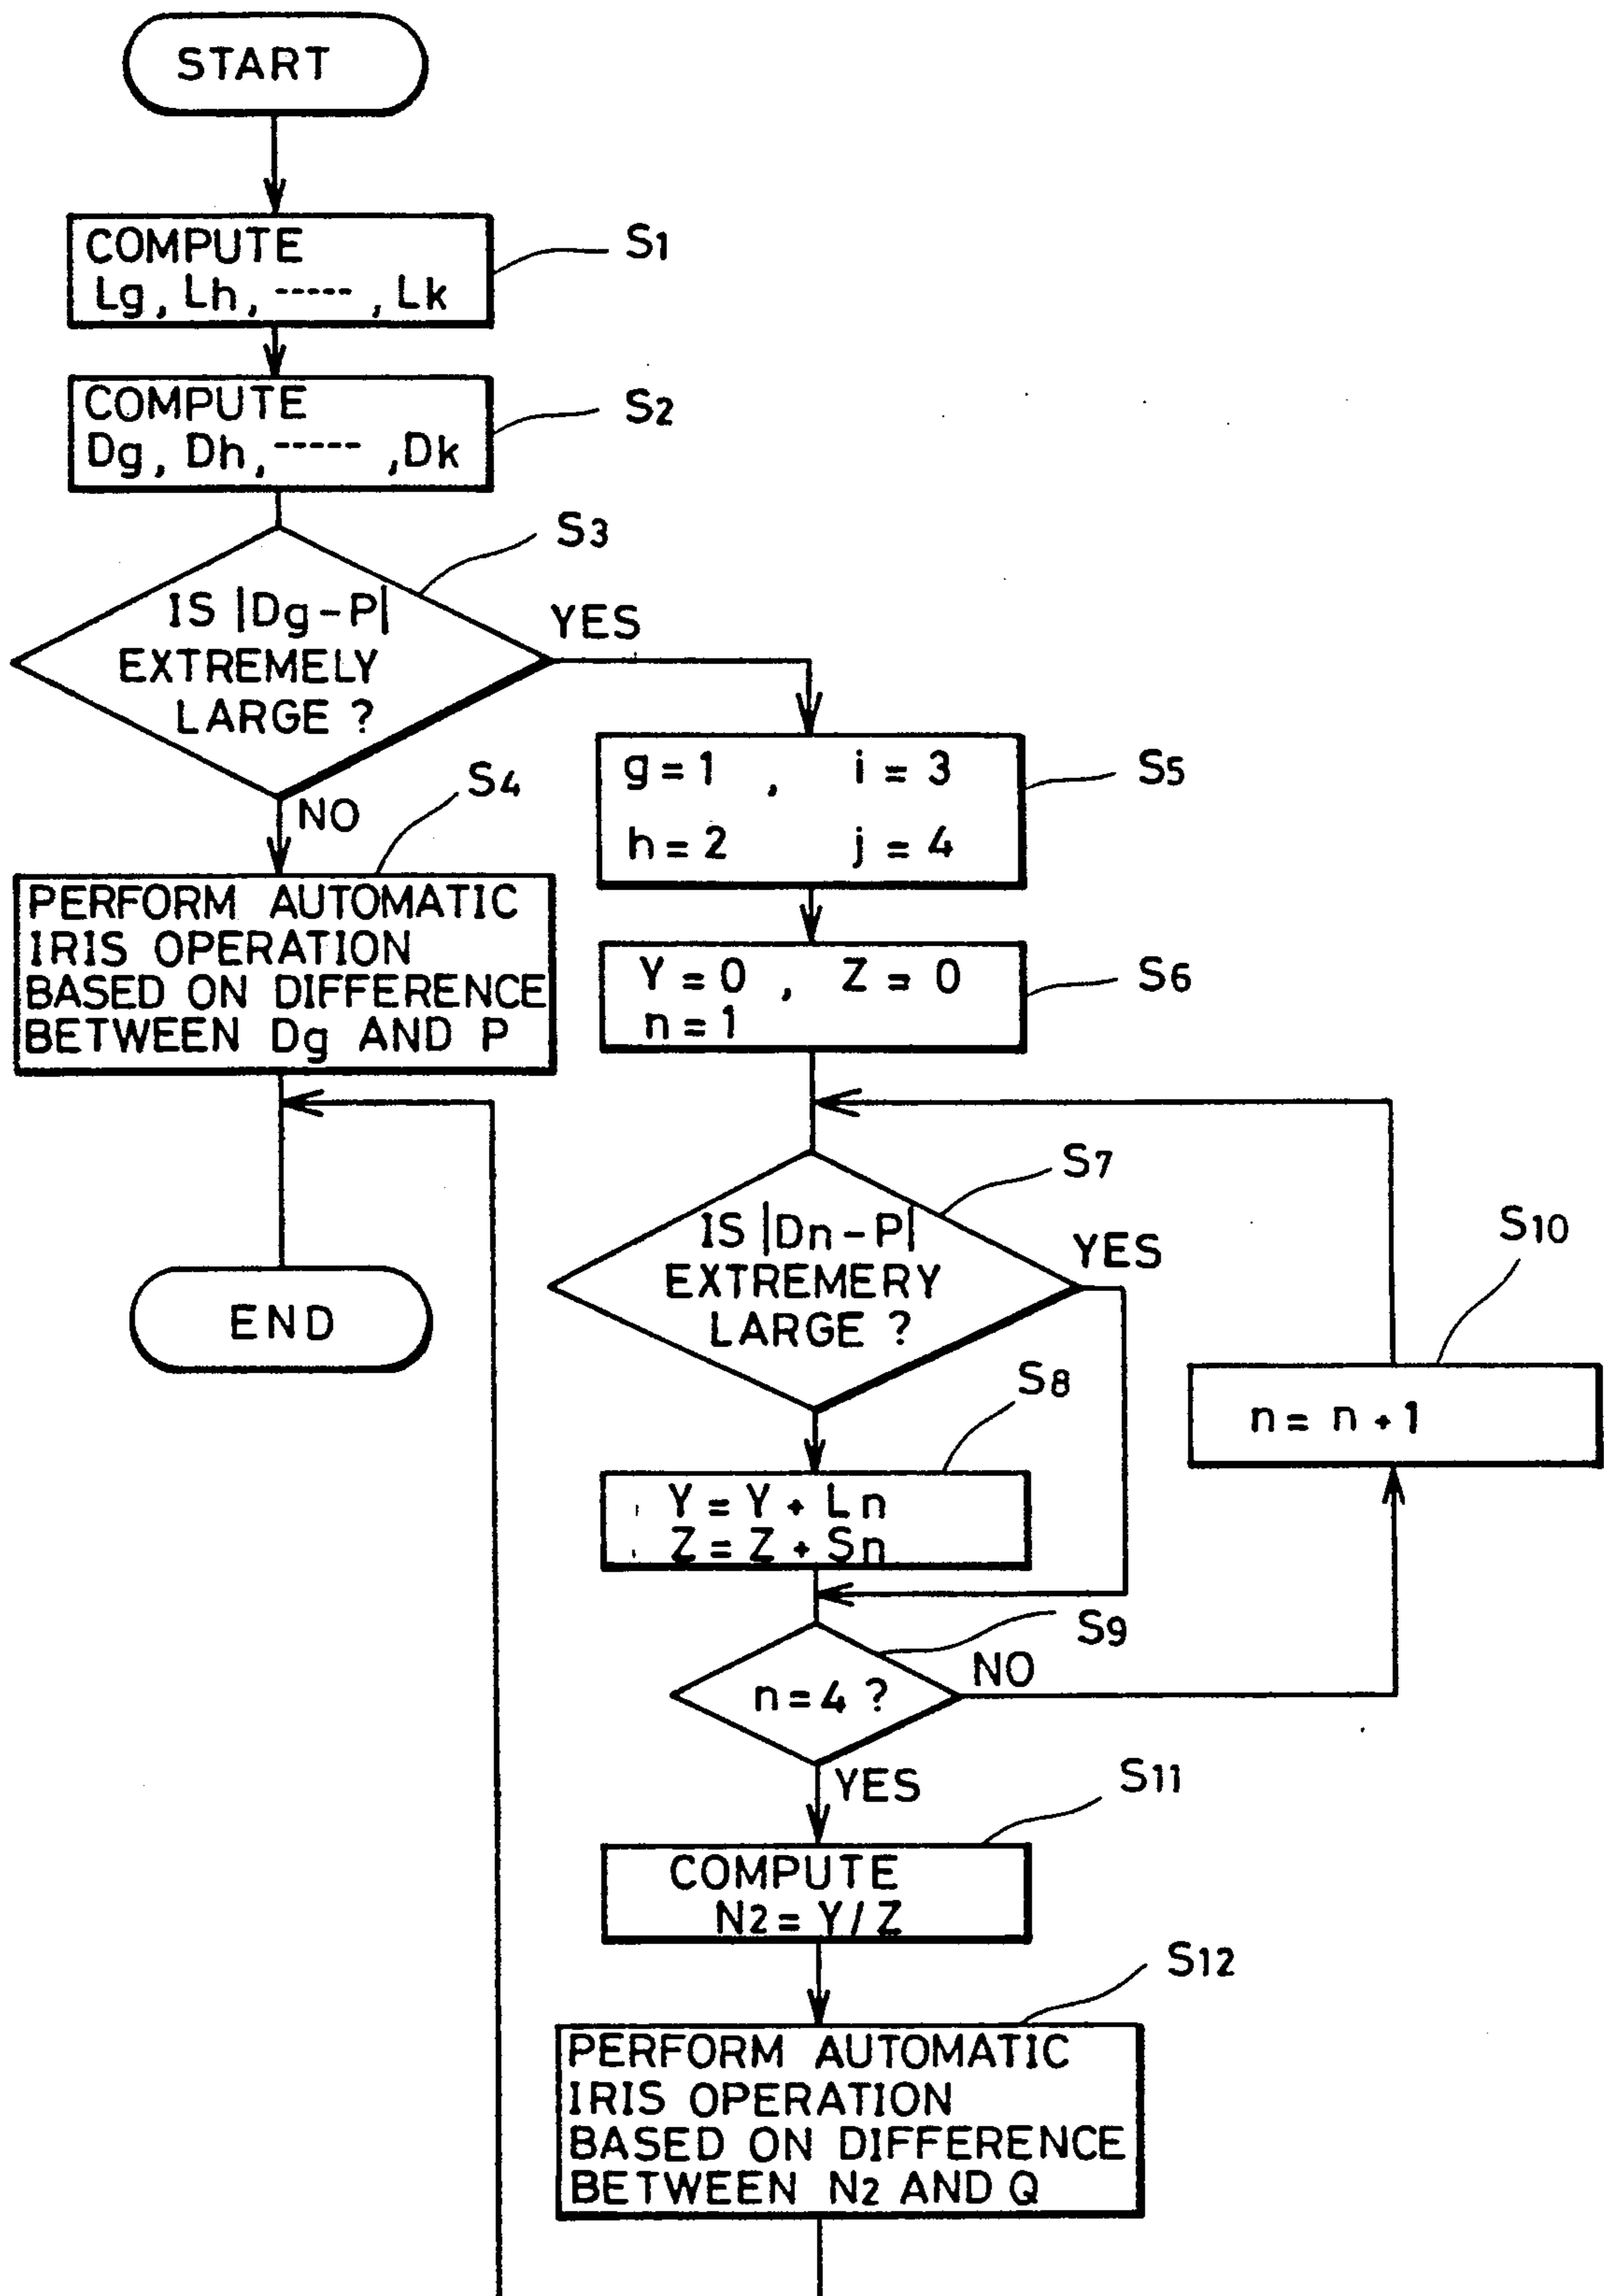 START
COMPUTE
Lg, Lh, ----- , Lk
S1
COMPUTE
Dg, Dh, ----- ,Dk
S2
IS |Dg-P|
EXTREMELY
LARGE ?
S3
YES
NO
S4
PERFORM AUTOMATIC
IRIS OPERATION
BASED ON DIFFERENCE
BETWEEN Dg AND P
END
g=1 , i=3
h=2 j=4
S5
Y=0 , Z=0
n=1
S6
IS |Dn-P|
EXTREMERY
LARGE ?
S7
YES
S8
Y=Y+Ln
Z=Z+Sn
S10
n=n+1
n=4 ?
S9
NO
YES
S11
COMPUTE
N2=Y/Z
S12
PERFORM AUTOMATIC
IRIS OPERATION
BASED ON DIFFERENCE
BETWEEN N2 AND Q